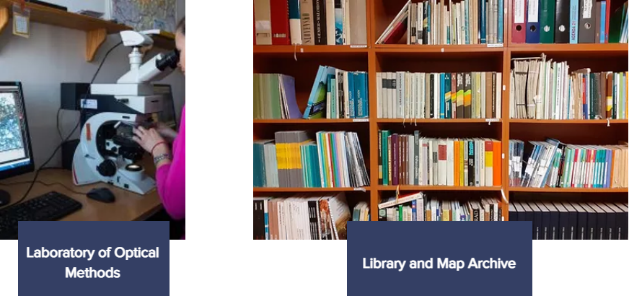 Laboratory of Optical
Methods
Library and Map Archive